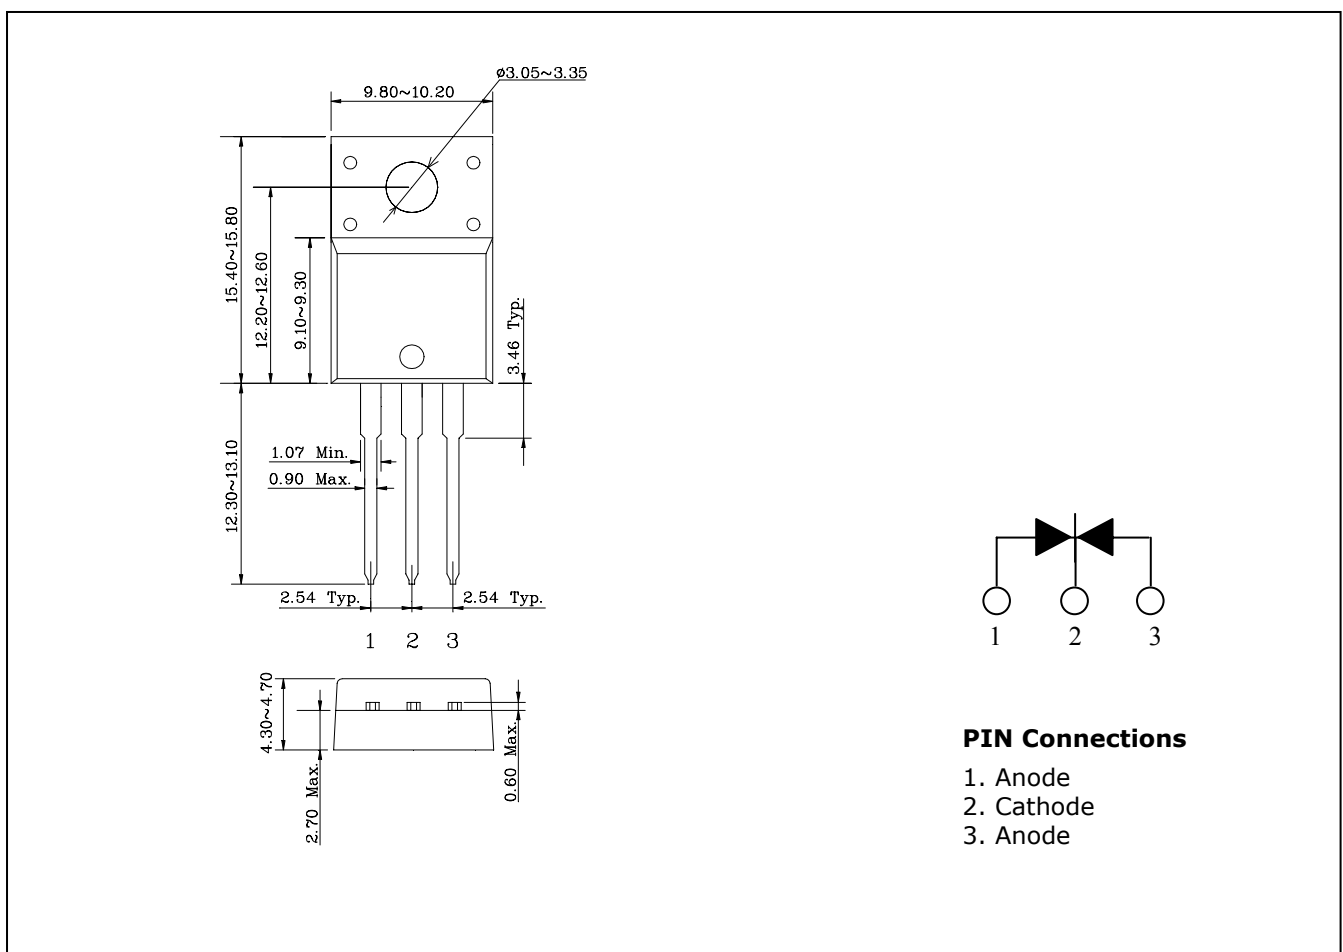 ø3.05~3.35
9.80~10.20
15.40~15.80
12.20~12.60
9.10~9.30
3.46 Typ.
12.30~13.10
1.07 Min.
0.90 Max.
2.54 Typ.
2.54 Typ.
1 2 3
4.30~4.70
2.70 Max.
0.60 Max.
1 2 3
PIN Connections
1. Anode
2. Cathode
3. Anode